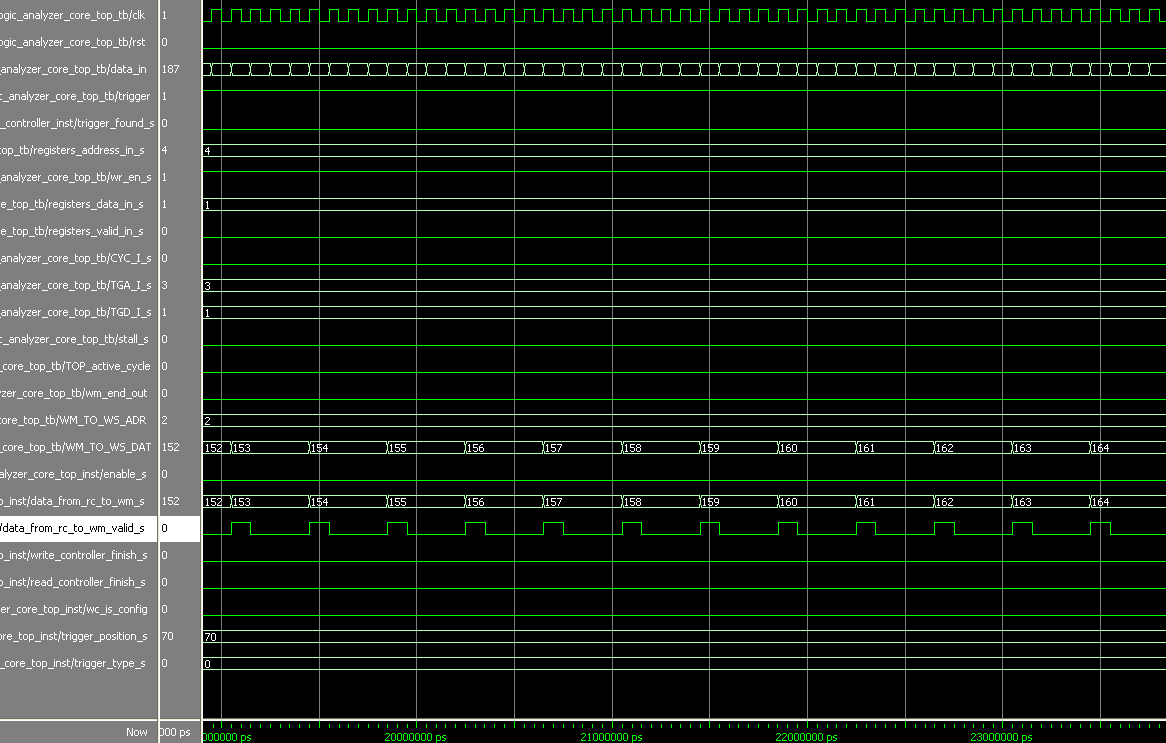 ogic_analyzer_core_top_tb/clk 1
ogic_analyzer_core_top_tb/rst 0
analyzer_core_top_tb/data_in 187
c_analyzer_core_top_tb/trigger 1
_controller_inst/trigger_found_s 0
top_tb/registers_address_in_s 4 4
_analyzer_core_top_tb/wr_en_s 1
e_top_tb/registers_data_in_s 1 1
e_top_tb/registers_valid_in_s 0
analyzer_core_top_tb/CYC_I_s 0
analyzer_core_top_tb/TGA_I_s 3 3
analyzer_core_top_tb/TGD_I_s 1 1
c_analyzer_core_top_tb/stall_s 0
_core_top_tb/TOP_active_cycle 0
yzer_core_top_tb/wm_end_out 0
core_top_tb/WM_TO_WS_ADR 2 2
core_top_tb/WM_TO_WS_DAT 152 152 153 154 155 156 157 158 159 160 161 162 163 164
alyzer_core_top_inst/enable_s 0
p_inst/data_from_rc_to_wm_s 152 152 153 154 155 156 157 158 159 160 161 162 163 164
/data_from_rc_to_wm_valid_s 0
o_inst/write_controller_finish_s 0
p_inst/read_controller_finish_s 0
er_core_top_inst/wc_is_config 0
ore_top_inst/trigger_position_s 70 70
_core_top_inst/trigger_type_s 0 0
Now 000 ps 000000 ps 20000000 ps 21000000 ps 22000000 ps 23000000 ps